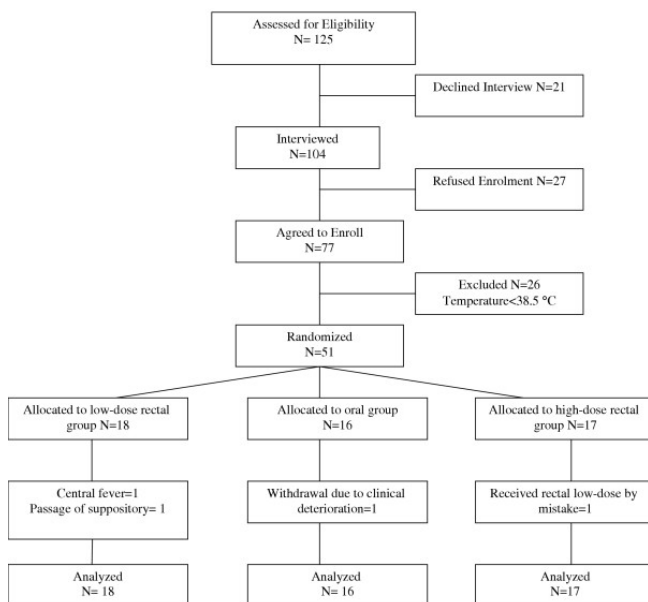 Assessed for Eligibility
N= 125
Declined Interview N=21
Interviewed
N=104
Refused Enrolment N=27
Agreed to Enroll
N=77
Excluded N=26
Temperature<38.5 °C
Randomized
N=51
Allocated to low-dose rectal
group N=18
Allocated to oral group
N=16
Allocated to high-dose rectal
group N=17
Central fever=1
Passage of suppository= 1
Withdrawal due to clinical
deterioration=1
Received rectal low-dose by
mistake=1
Analyzed
N= 18
Analyzed
N= 16
Analyzed
N=17